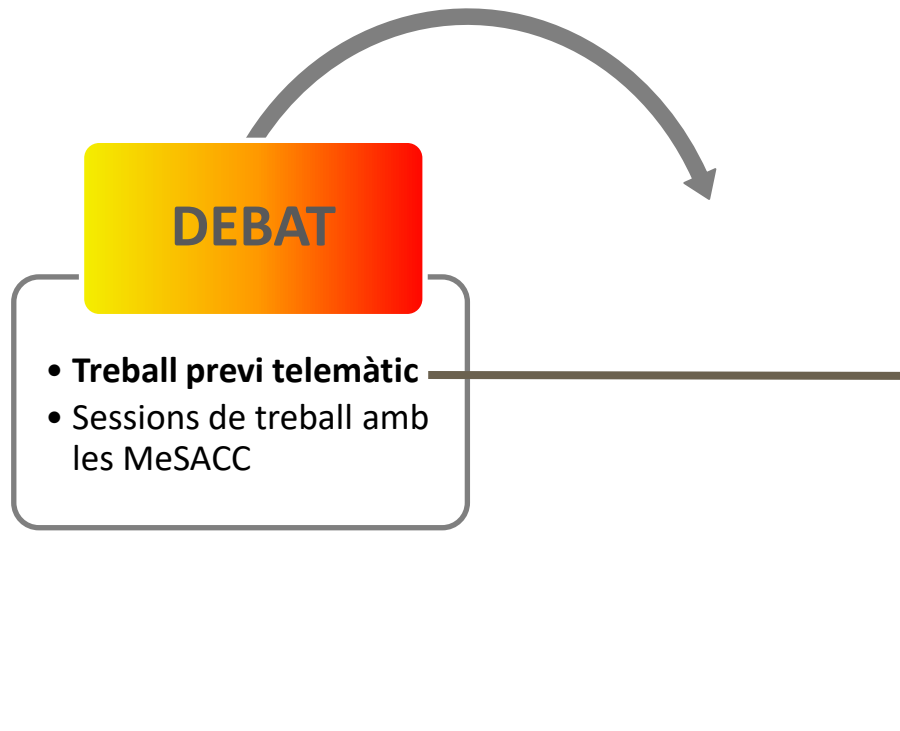 DEBAT
• Treball previ telemàtic
• Sessions de treball amb
les MeSACC